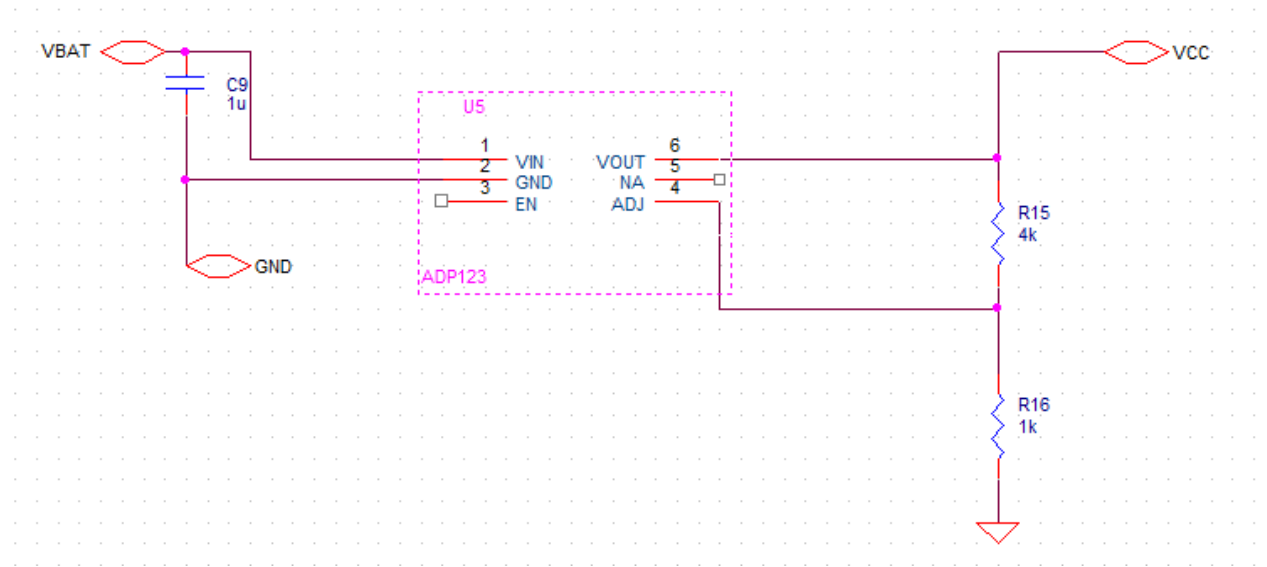 VBAT
VCC
C9
1u
U5
1
VIN
2
GND
3
EN
6
VOUT
5
NA
4
ADJ
ADP123
GND
R15
4k
R16
1k